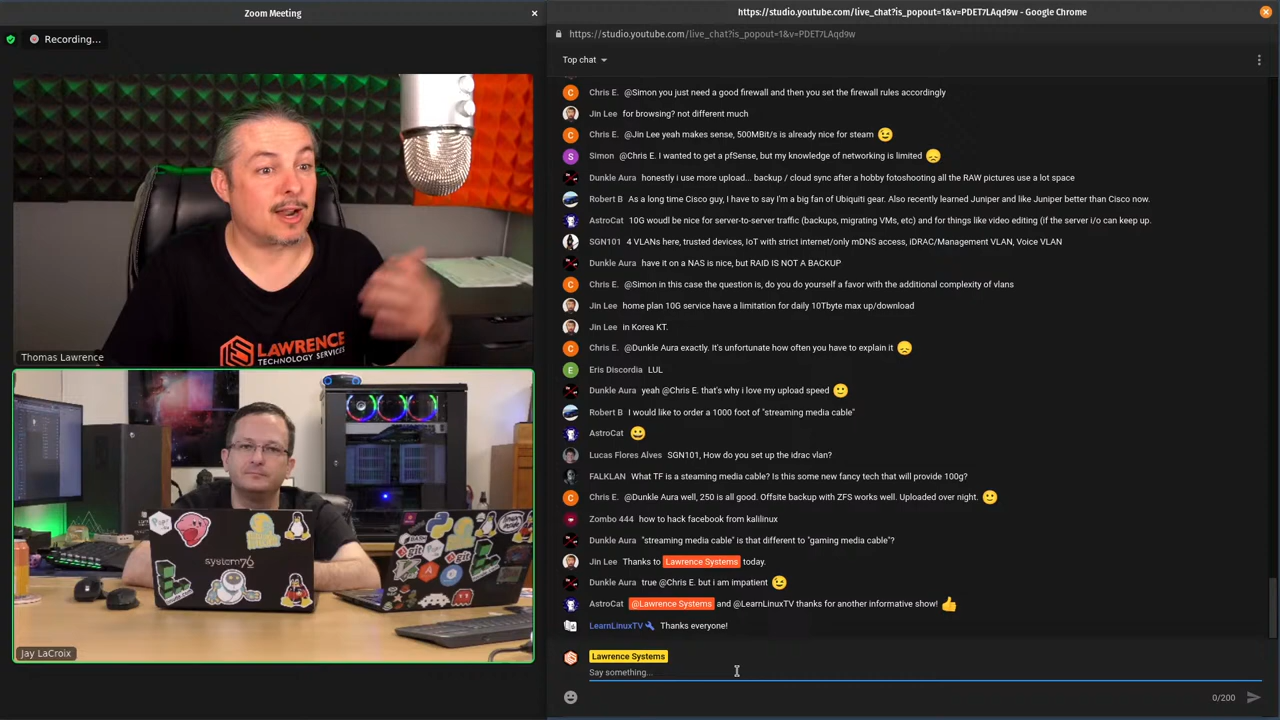 Zoom Meeting
Recording...
LAWRENCE
TECHNOLOGY SERVICES
Thomas Lawrence
system76
git
git
Jay LaCroix
https://studio.youtube.com/live_chat?is_popout=1&v=PDET7LAqd9w - Google Chrome
https://studio.youtube.com/live_chat?is_popout=1&v=PDET7LAqd9w
Top chat
Chris E. @Simon you just need a good firewall and then you set the firewall rules accordingly
Jin Lee for browsing? not different much
Chris E. @Jin Lee yeah makes sense, 500MBit/s is already nice for steam 😉
Simon @Chris E. I wanted to get a pfSense, but my knowledge of networking is limited 😞
Dunkle Aura honestly i use more upload... backup / cloud sync after a hobby fotoshooting all the RAW pictures use a lot space
Robert B As a long time Cisco guy, I have to say I'm a big fan of Ubiquiti gear. Also recently learned Juniper and like Juniper better than Cisco now.
AstroCat 10G woudl be nice for server-to-server traffic (backups, migrating VMs, etc) and for things like video editing (if the server i/o can keep up.
SGN101 4 VLANs here, trusted devices, IoT with strict internet/only mDNS access, iDRAC/Management VLAN, Voice VLAN
Dunkle Aura have it on a NAS is nice, but RAID IS NOT A BACKUP
Chris E. @Simon in this case the question is, do you do yourself a favor with the additional complexity of vlans
Jin Lee home plan 10G service have a limitation for daily 10Tbyte max up/download
Jin Lee in Korea KT.
Chris E. @Dunkle Aura exactly. It's unfortunate how often you have to explain it 😞
Eris Discordia LUL
Dunkle Aura yeah @Chris E. that's why i love my upload speed 🙂
Robert B I would like to order a 1000 foot of "streaming media cable"
AstroCat 😀
Lucas Flores Alves SGN101, How do you set up the idrac vlan?
FALKLAN What TF is a steaming media cable? Is this some new fancy tech that will provide 100g?
Chris E. @Dunkle Aura well, 250 is all good. Offsite backup with ZFS works well. Uploaded over night. 🙂
Zombo 444 how to hack facebook from kalilinux
Dunkle Aura "streaming media cable" is that different to "gaming media cable"?
Jin Lee Thanks to Lawrence Systems today.
Dunkle Aura true @Chris E. but i am impatient 😉
AstroCat @Lawrence Systems and @LearnLinuxTV thanks for another informative show! 👍
LearnLinuxTV Thanks everyone!
Lawrence Systems
Say something...
0/200